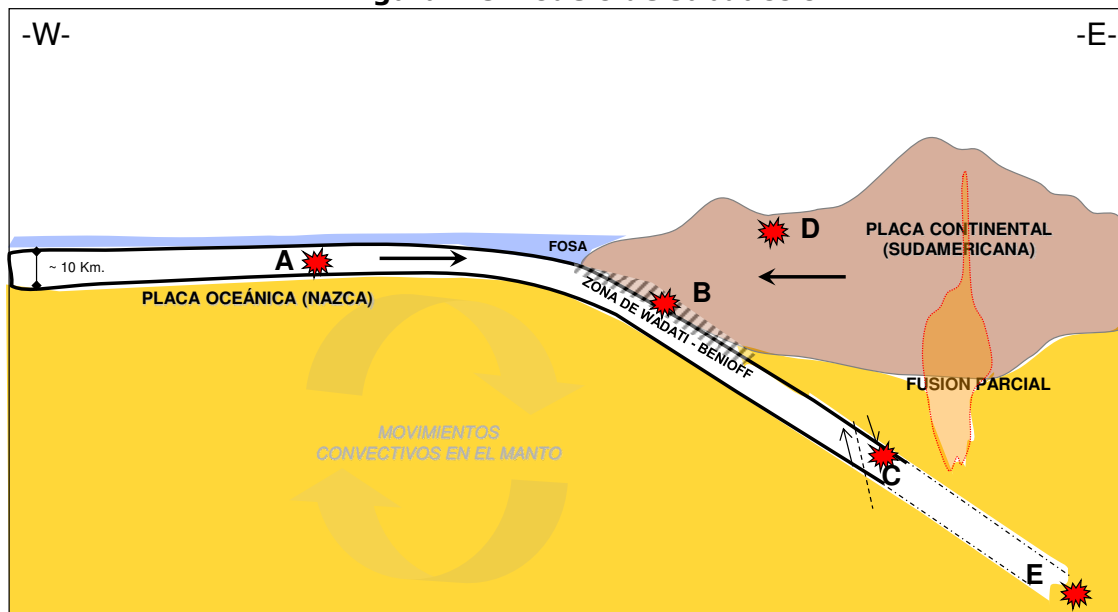 -W-
-E-
D
PLACA CONTINENTAL
(SUDAMERICANA)
FOSA
A
~ 10 Km.
PLACA OCEÁNICA (NAZCA)
B
ZONA DE WADATI - BENIOFF
FUSION PARCIAL
MOVIMIENTOS
CONVECTIVOS EN EL MANTO
C
E